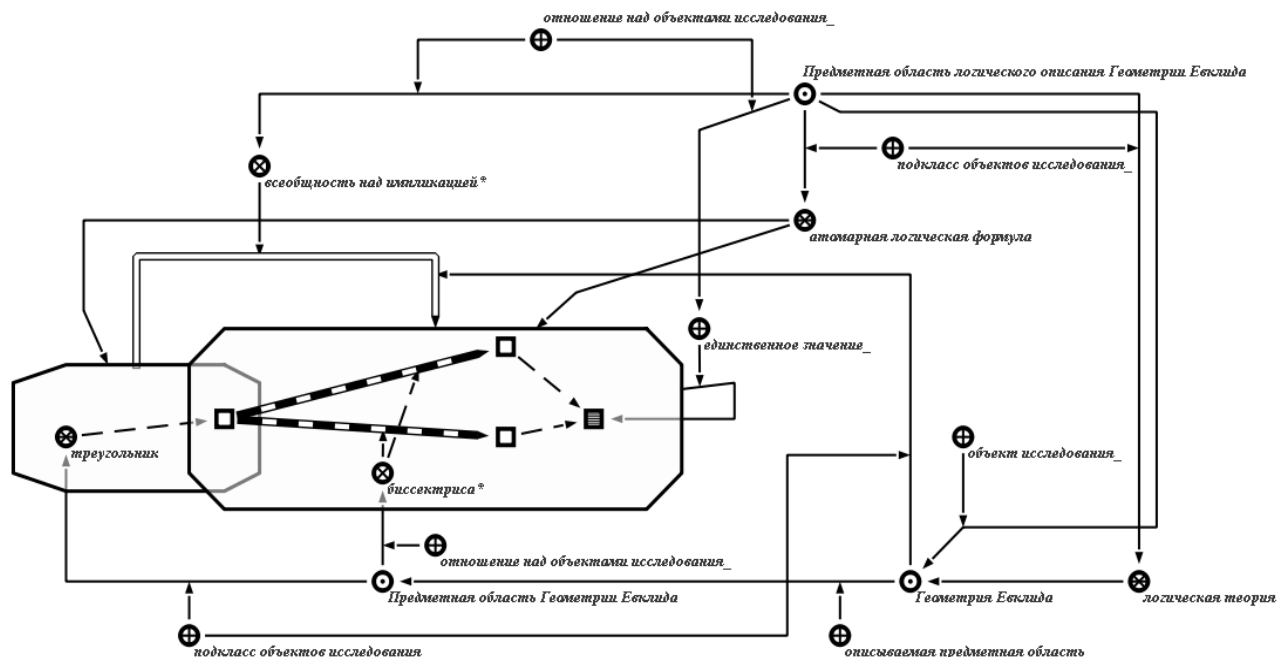 отношение над объектами исследования_
Предметная область логического описания Геометрии Евклида
подкласс объектов исследования_
всеобщность над импликацией*
атомарная логическая формула
единственное значение_
треугольник
объект исследования_
биссектриса*
отношение над объектами исследования_
Предметная область Геометрии Евклида
Геометрия Евклида
логическая теория
подкласс объектов исследования
описываемая предметная область